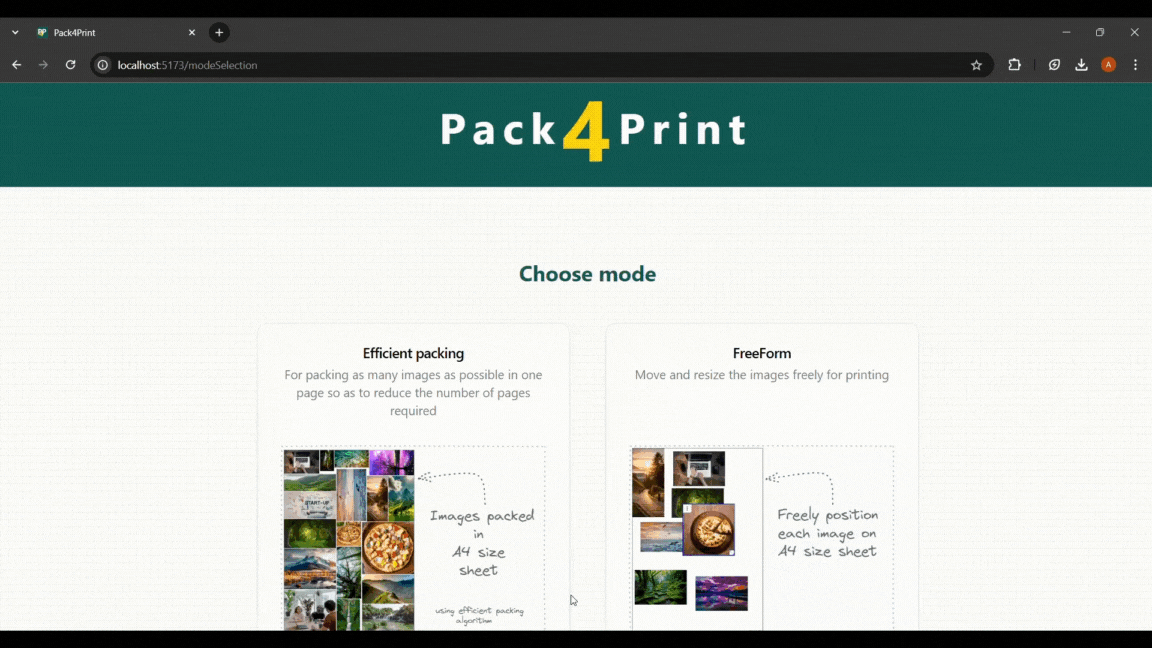 Pack4Print
localhost:5173/modeSelection
A
Pack4Print
Choose mode
Efficient packing
For packing as many images as possible in one
page so as to reduce the number of pages
required
START-UP
Images packed
in
A4 size
sheet
using efficient packing
algorithm
FreeForm
Move and resize the images freely for printing
Freely position
each image on
A4 size sheet